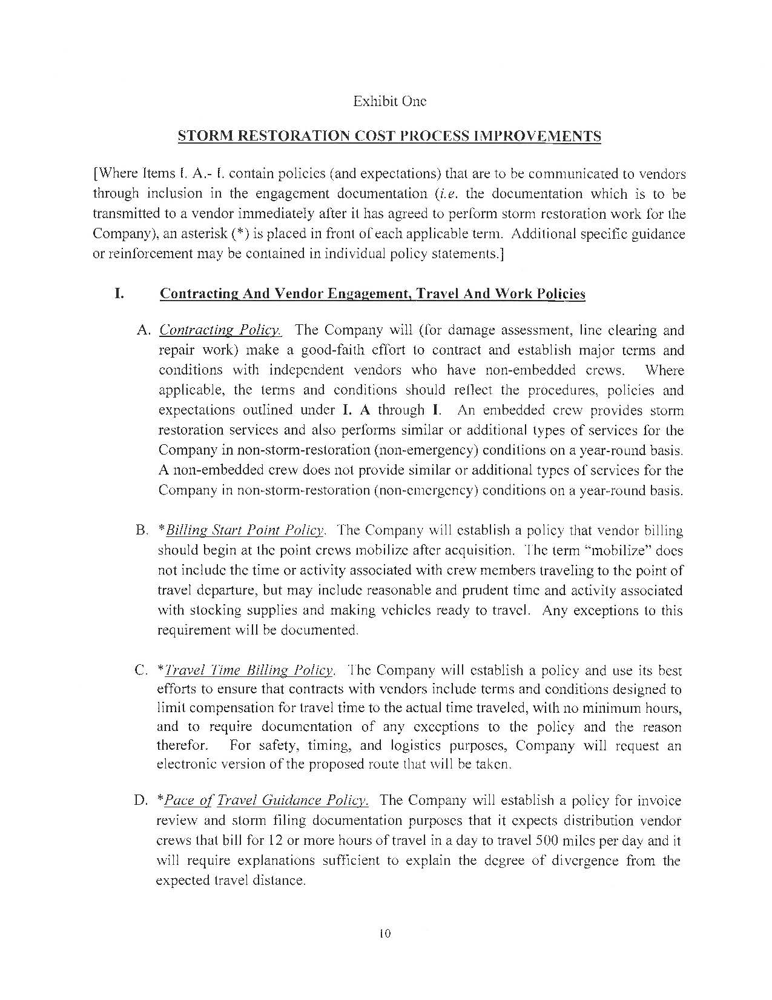 Exhibit One
STORM RESTORATION COST PROCESS IMPROVEMENTS
[Where Items I. A.- I. contain policies (and expectations) that are to be communicated to vendors
through inclusion in the engagement documentation (i.e. the documentation which is to be
transmitted to a vendor immediately after it has agreed to perform storm restoration work for the
Company), an asterisk (*) is placed in front of each applicable term. Additional specific guidance
or reinforcement may be contained in individual policy statements.]
I. Contracting And Vendor Engagement, Travel And Work Policies
A. Contracting Policy. The Company will (for damage assessment, line clearing and
repair work) make a good-faith effort to contract and establish major terms and
conditions with independent vendors who have non-embedded crews. Where
applicable, the terms and conditions should reflect the procedures, policies and
expectations outlined under I. A through I. An embedded crew provides storm
restoration services and also performs similar or additional types of services for the
Company in non-storm-restoration (non-emergency) conditions on a year-round basis.
A non-embedded crew does not provide similar or additional types of services for the
Company in non-storm-restoration (non-emergency) conditions on a year-round basis.
B. *Billing Start Point Policy. The Company will establish a policy that vendor billing
should begin at the point crews mobilize after acquisition. The term “mobilize” does
not include the time or activity associated with crew members traveling to the point of
travel departure, but may include reasonable and prudent time and activity associated
with stocking supplies and making vehicles ready to travel. Any exceptions to this
requirement will be documented.
C. *Travel Time Billing Policy. The Company will establish a policy and use its best
efforts to ensure that contracts with vendors include terms and conditions designed to
limit compensation for travel time to the actual time traveled, with no minimum hours,
and to require documentation of any exceptions to the policy and the reason
therefor. For safety, timing, and logistics purposes, Company will request an
electronic version of the proposed route that will be taken.
D. *Pace of Travel Guidance Policy. The Company will establish a policy for invoice
review and storm filing documentation purposes that it expects distribution vendor
crews that bill for 12 or more hours of travel in a day to travel 500 miles per day and it
will require explanations sufficient to explain the degree of divergence from the
expected travel distance.
10